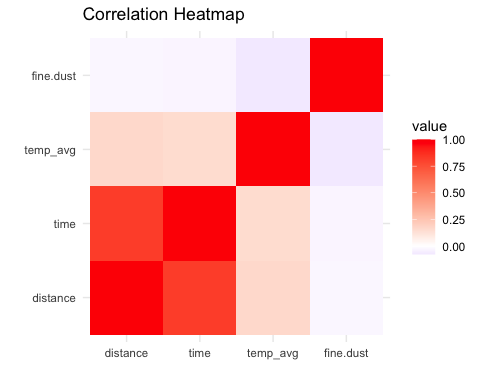 Correlation Heatmap
fine.dust
temp_avg
time
distance
distance time temp_avg fine.dust
value
1.00
0.75
0.50
0.25
0.00